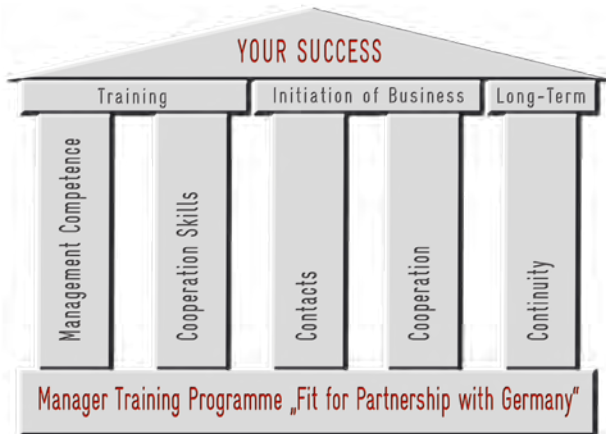 YOUR SUCCESS
Training
Initiation of Business
Long-Term
Management Competence
Cooperation Skills
Contacts
Cooperation
Continuity
Manager Training Programme „Fit for Partnership with Germany“